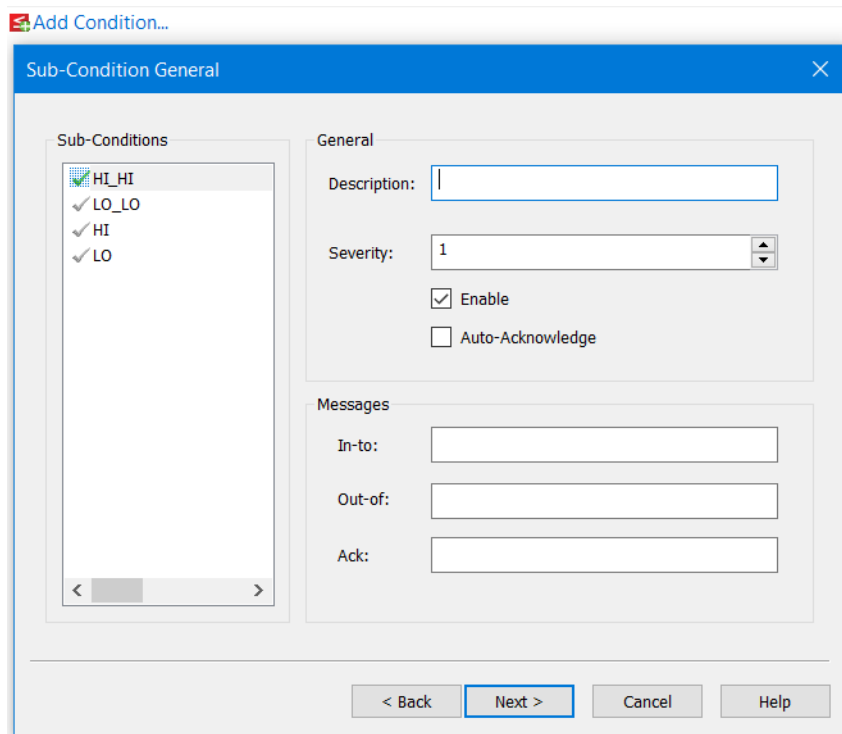 Add Condition...
Sub-Condition General
Sub-Conditions
HI_HI
LO_LO
HI
LO
General
Description:
Severity: 1
Enable
Auto-Acknowledge
Messages
In-to:
Out-of:
Ack:
< Back Next > Cancel Help